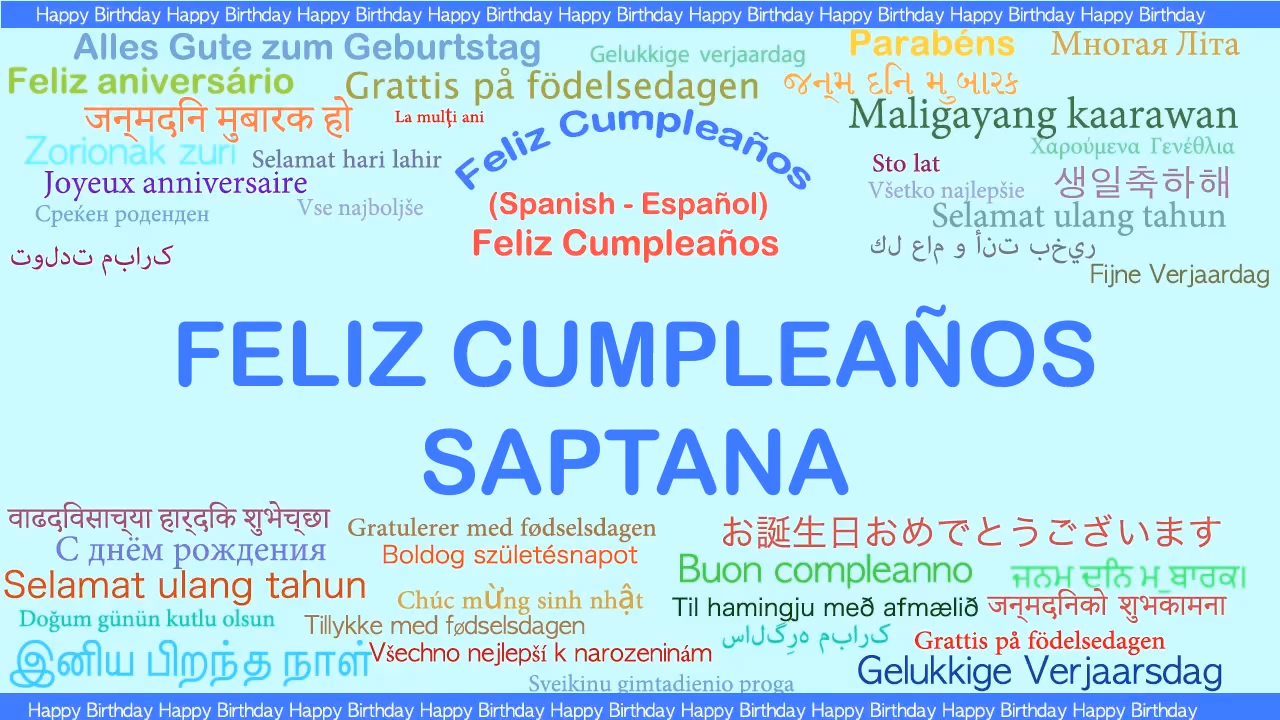 Happy Birthday Happy Birthday Happy Birthday Happy Birthday Happy Birthday Happy Birthday Happy Birthday Happy Birthday Happy Birthday
Alles Gute zum Geburtstag
Gelukkige verjaardag
Parabéns
Многая Літа
Feliz aniversário
Grattis på födelsedagen
જન્મ દિન મુબારક
जन्मदिन मुबारक हो
La mulţi ani
Feliz Cumpleaños
Maligayang kaarawan
Zorionak zuri
Selamat hari lahir
Χαρούμενα Γενέθλια
Sto lat
Joyeux anniversaire
(Spanish - Español)
Všetko najlepšie
생일축하해
Среќен роденден
Vse najboljše
Selamat ulang tahun
Feliz Cumpleaños
تولدت مبارک
كل عام و أنت بخير
Fijne Verjaardag
FELIZ CUMPLEAÑOS
SAPTANA
वाढदिवसाच्या हार्दिक शुभेच्छा
Gratulerer med fødselsdagen
お誕生日おめでとうございます
С днём рождения
Boldog születésnapot
Buon compleanno
ਜਨਮ ਦਿਨ ਮੁਬਾਰਕ।
Selamat ulang tahun
Chúc mừng sinh nhật
Til hamingju með afmælið
जन्मदिनको शुभकामना
Doğum günün kutlu olsun
Tillykke med fødselsdagen
سالگرہ مبارک
Grattis på födelsedagen
இனிய பிறந்த நாள்
Všechno nejlepší k narozeninám
Gelukkige Verjaarsdag
Sveikinu gimtadienio proga
Happy Birthday Happy Birthday Happy Birthday Happy Birthday Happy Birthday Happy Birthday Happy Birthday Happy Birthday Happy Birthday